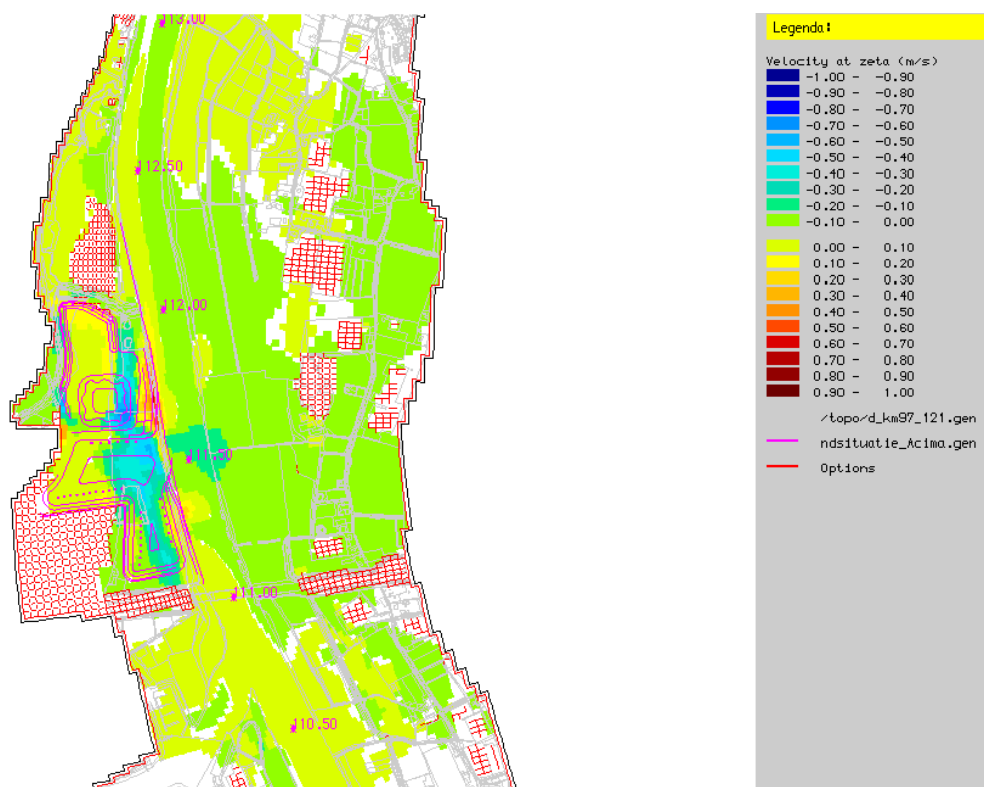 113.00
112.50
112.00
111.50
111.00
110.50
Legenda:
Velocity at zeta (m/s)
-1.00 - -0.90
-0.90 - -0.80
-0.80 - -0.70
-0.70 - -0.60
-0.60 - -0.50
-0.50 - -0.40
-0.40 - -0.30
-0.30 - -0.20
-0.20 - -0.10
-0.10 - 0.00
0.00 - 0.10
0.10 - 0.20
0.20 - 0.30
0.30 - 0.40
0.40 - 0.50
0.50 - 0.60
0.60 - 0.70
0.70 - 0.80
0.80 - 0.90
0.90 - 1.00
/topo/d_km97_121.gen
ndsituatie_Acima.gen
Options